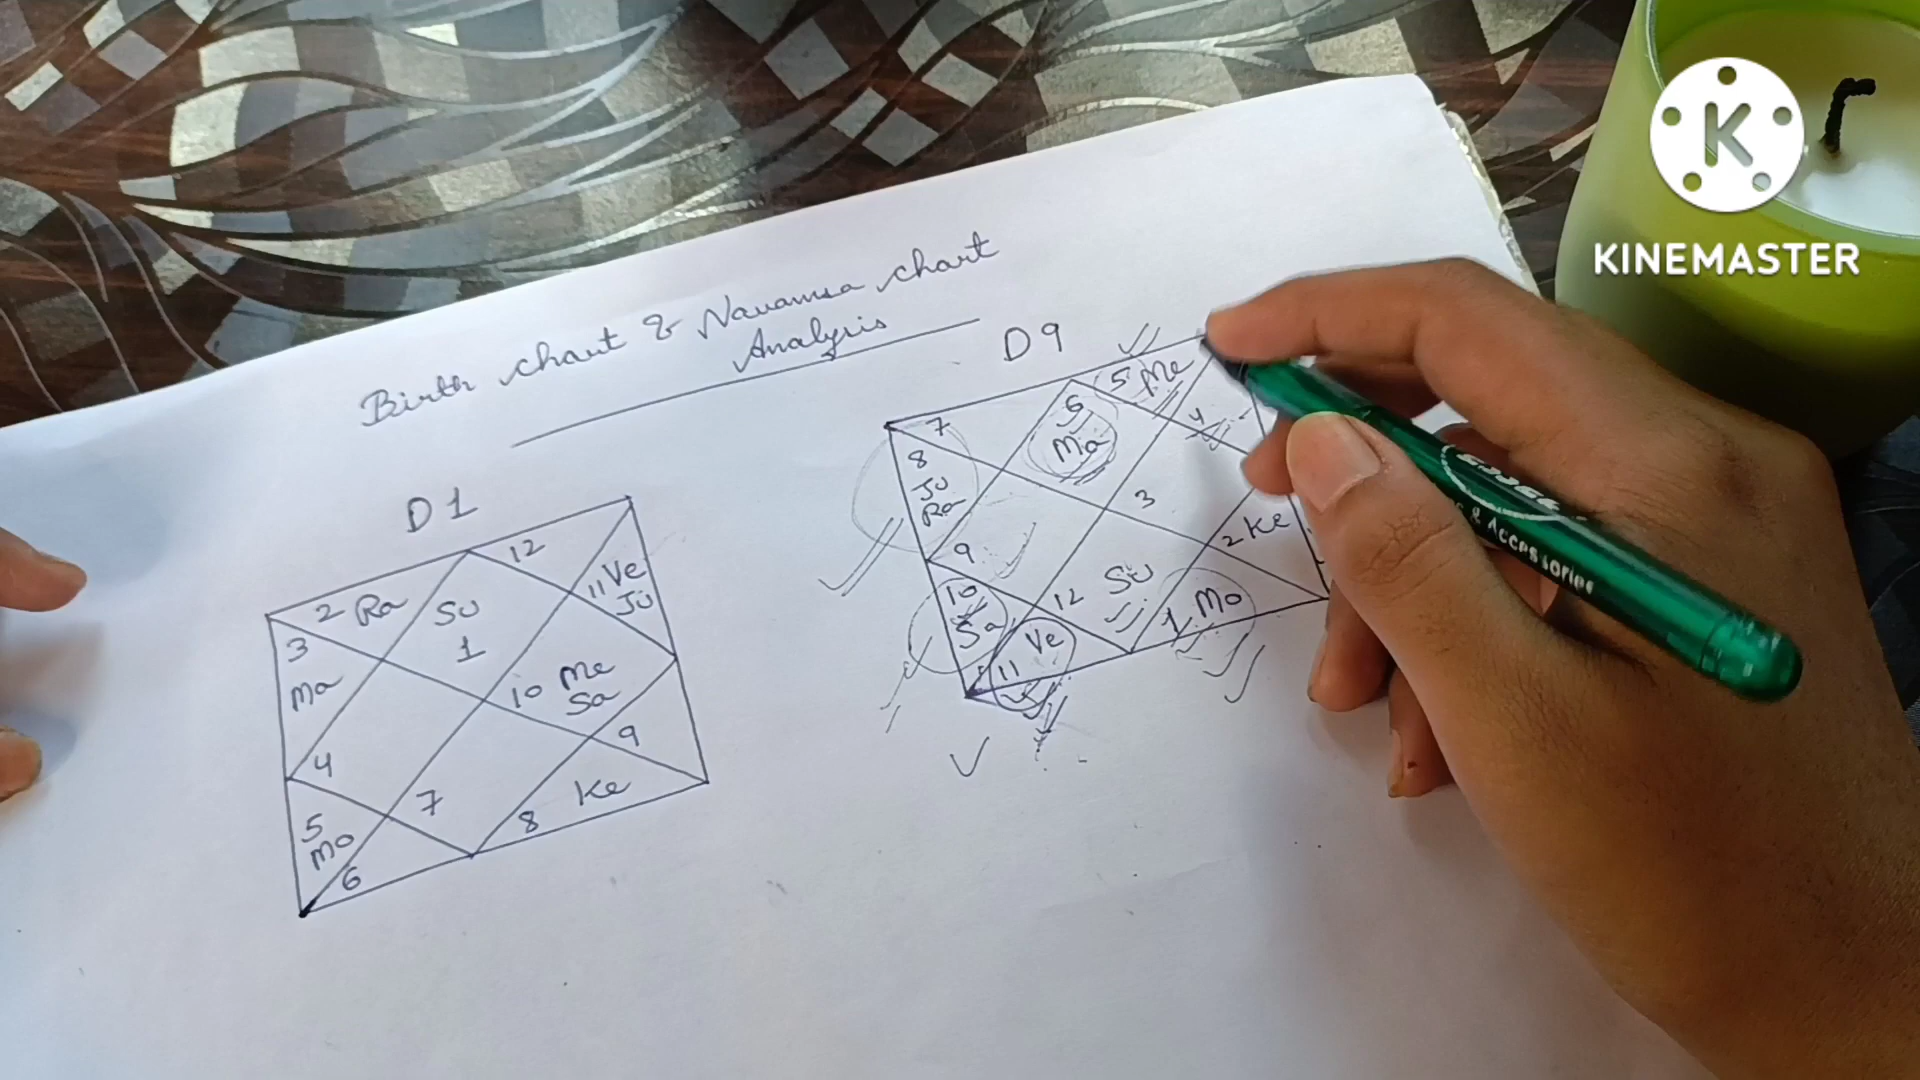 KINEMASTER
Birth chart & Navamsa chart
Analysis
D1
D9
12
2 Ra
Su
1
11 Ve
Ju
3
Ma
10 Me
Sa
4
9
7
5
Mo
8
Ke
6
5 Me
6
Ma
4
7
8
Ju
Ra
3
2 Ke
9
10
Sa
12
Su
1 Mo
11
Ve
& Accessories